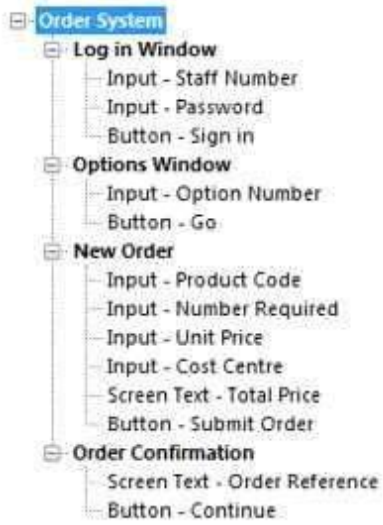 Order System
Log in Window
Input - Staff Number
Input - Password
Button - Sign in
Options Window
Input - Option Number
Button - Go
New Order
Input - Product Code
Input - Number Required
Input - Unit Price
Input - Cost Centre
Screen Text - Total Price
Button - Submit Order
Order Confirmation
Screen Text - Order Reference
Button - Continue